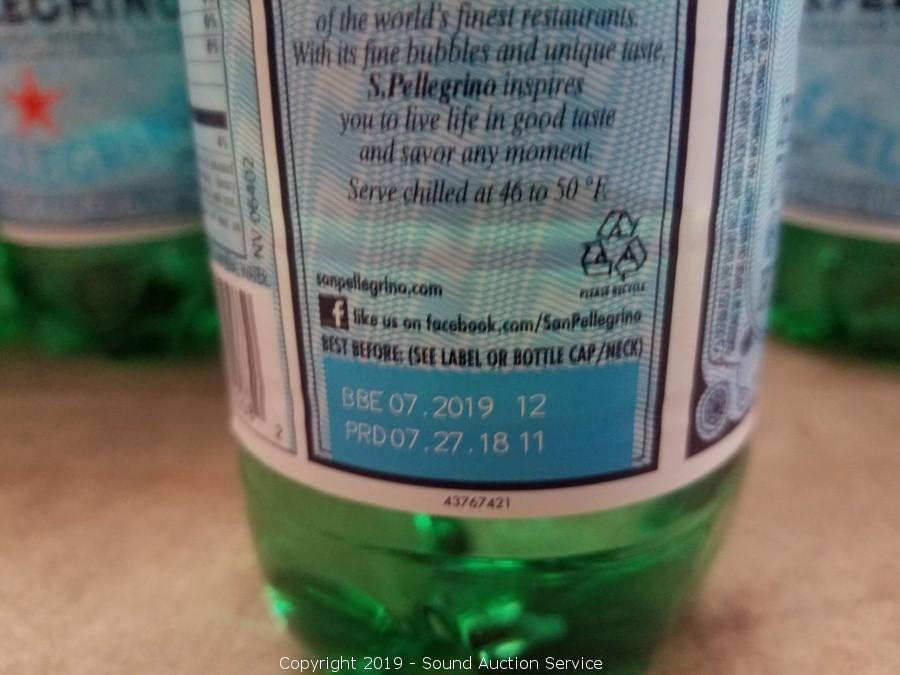 of the world's finest restaurants.
With its fine bubbles and unique taste,
S.Pellegrino inspires
you to live life in good taste
and savor any moment.
Serve chilled at 46 to 50 °F.
PLEASE RECYCLE
sanpellegrino.com
f like us on facebook.com/SanPellegrino
BEST BEFORE: (SEE LABEL OR BOTTLE CAP/NECK)
BBE 07.2019 12
PRD 07.27.18 11
43767421
NV 06402
2
Copyright 2019 - Sound Auction Service